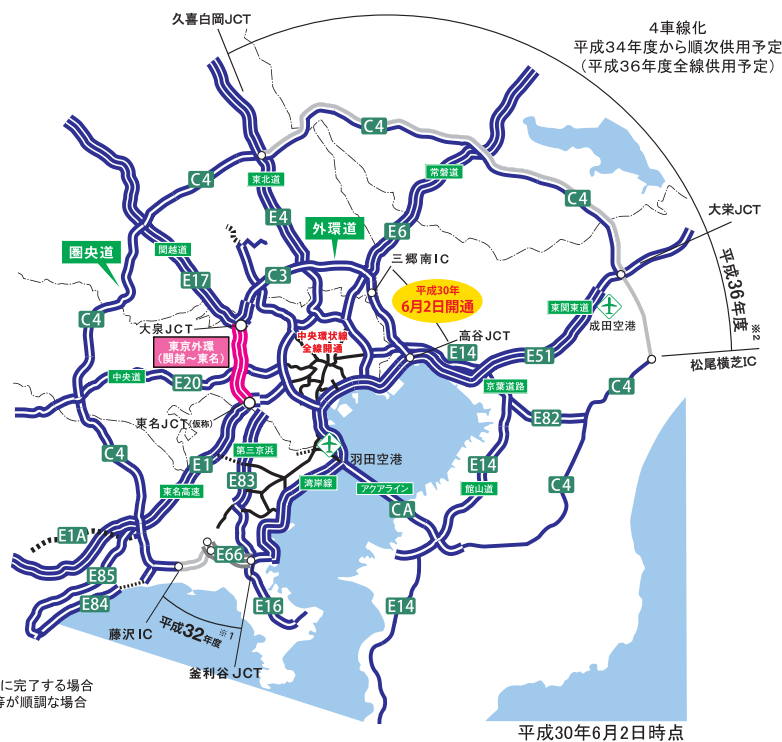 久喜白岡JCT
4車線化
平成34年度から順次供用予定
（平成36年度全線供用予定）
C4
C4
東北道
常磐道
C4
E4
大栄JCT
圏央道
関越道
外環道
E6
三郷南IC
E17
C3
平成30年
6月2日開通
平成36年度
※2
東関東道
成田空港
C4
大泉JCT
中央環状線
全線開通
高谷JCT
東京外環
(関越～東名)
E14
E51
松尾横芝IC
中央道
E20
京葉道路
C4
東名JCT(仮称)
E82
C4
第三京浜
羽田空港
E1
E83
E14
東名高速
湾岸線
アクアライン
館山道
C4
CA
E1A
E66
E85
E84
E16
E14
藤沢IC
平成32年度
※1
釜利谷JCT
に完了する場合
等が順調な場合
平成30年6月2日時点